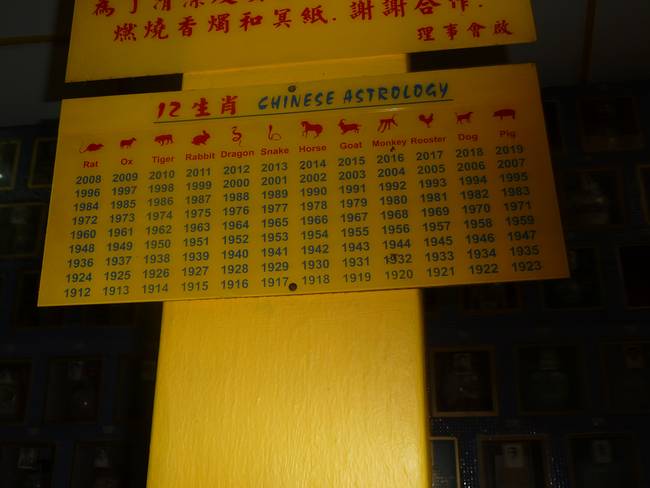 為了清潔及
燃燒香燭和冥紙. 謝謝合作.
理事會啟
12 生肖 CHINESE ASTROLOGY
Rat Ox Tiger Rabbit Dragon Snake Horse Goat Monkey Rooster Dog Pig
2008 2009 2010 2011 2012 2013 2014 2015 2016 2017 2018 2019
1996 1997 1998 1999 2000 2001 2002 2003 2004 2005 2006 2007
1984 1985 1986 1987 1988 1989 1990 1991 1992 1993 1994 1995
1972 1973 1974 1975 1976 1977 1978 1979 1980 1981 1982 1983
1960 1961 1962 1963 1964 1965 1966 1967 1968 1969 1970 1971
1948 1949 1950 1951 1952 1953 1954 1955 1956 1957 1958 1959
1936 1937 1938 1939 1940 1941 1942 1943 1944 1945 1946 1947
1924 1925 1926 1927 1928 1929 1930 1931 1932 1933 1934 1935
1912 1913 1914 1915 1916 1917 1918 1919 1920 1921 1922 1923